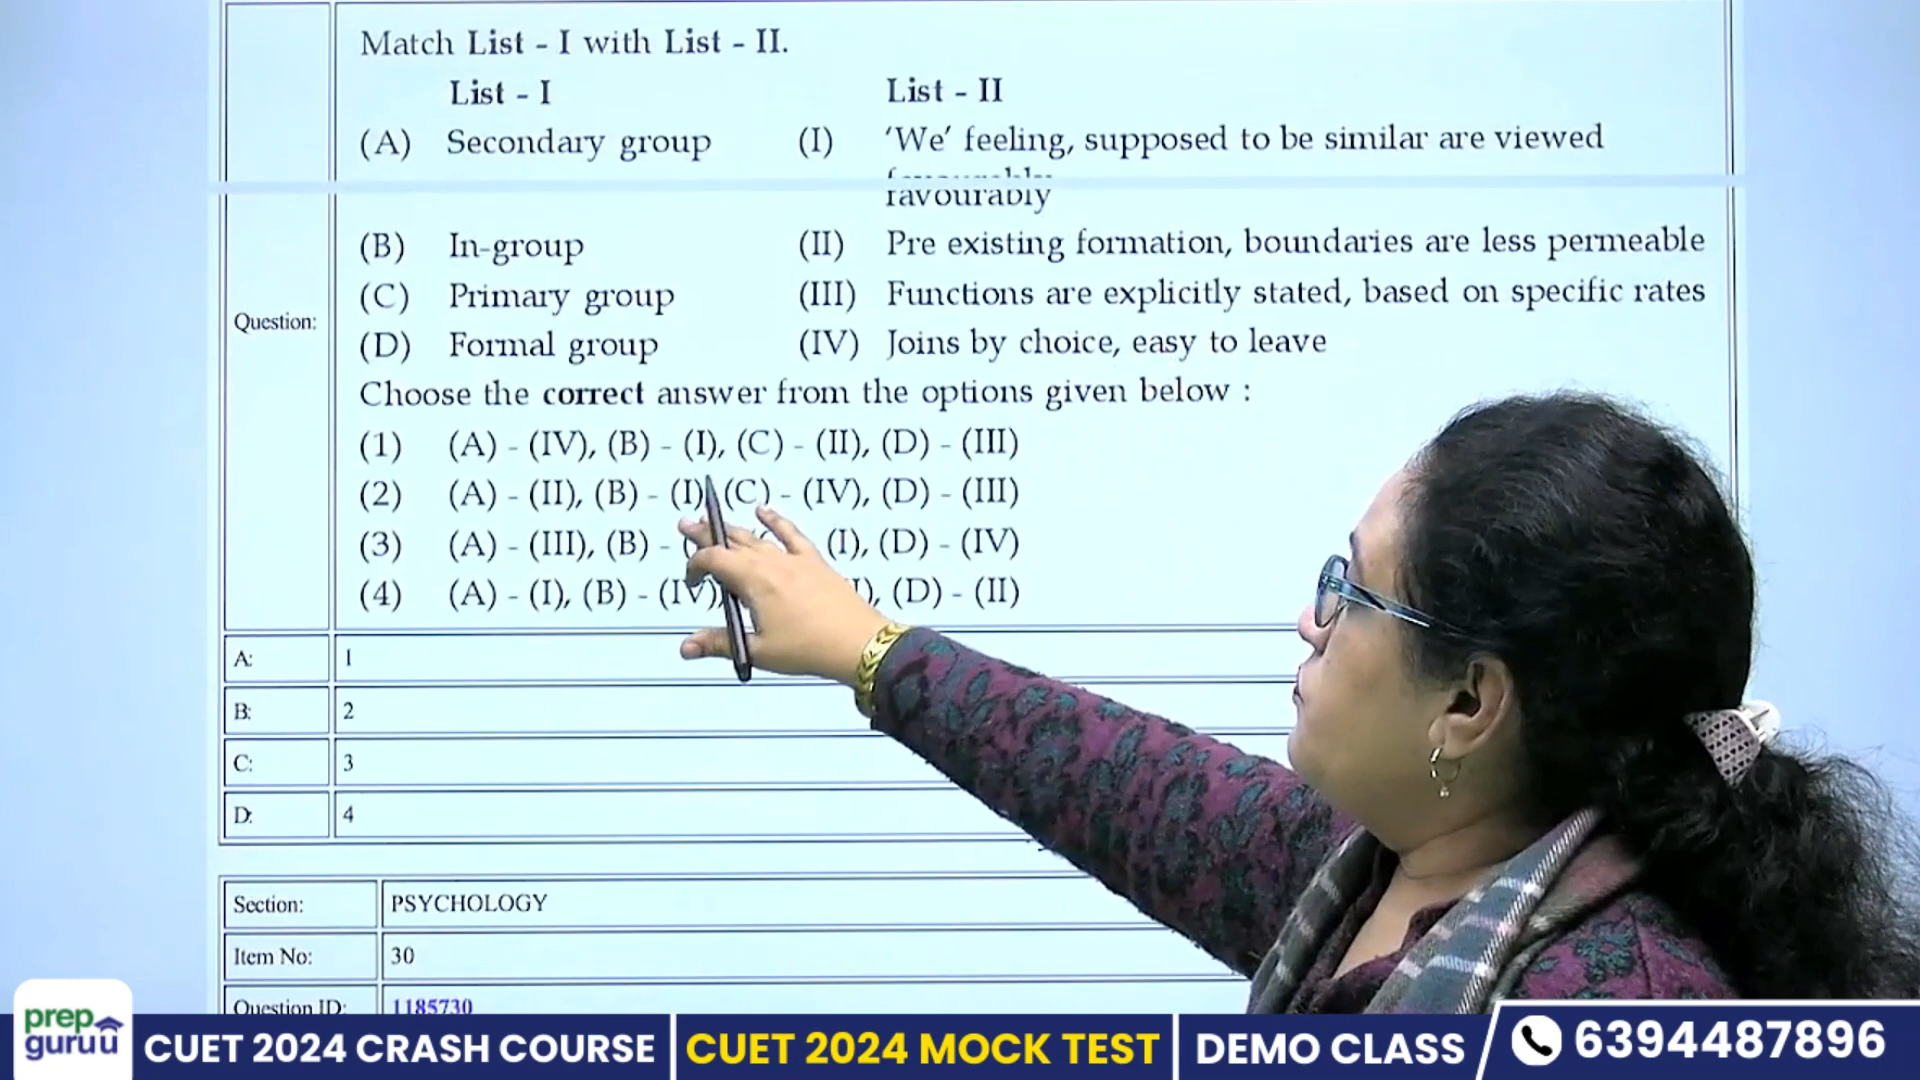 Match List - I with List - II.
List - I List - II
(A) Secondary group (I) ‘We’ feeling, supposed to be similar are viewed
favourably
(B) In-group (II) Pre existing formation, boundaries are less permeable
Question:
(C) Primary group (III) Functions are explicitly stated, based on specific rates
(D) Formal group (IV) Joins by choice, easy to leave
Choose the correct answer from the options given below :
(1) (A) - (IV), (B) - (I), (C) - (II), (D) - (III)
(2) (A) - (II), (B) - (I), (C) - (IV), (D) - (III)
(3) (A) - (III), (B) - (I), (D) - (IV)
(4) (A) - (I), (B) - (IV), (D) - (II)
A: 1
B: 2
C: 3
D: 4
Section: PSYCHOLOGY
Item No: 30
Question ID: 1185730
prep guruu
CUET 2024 CRASH COURSE CUET 2024 MOCK TEST DEMO CLASS 6394487896